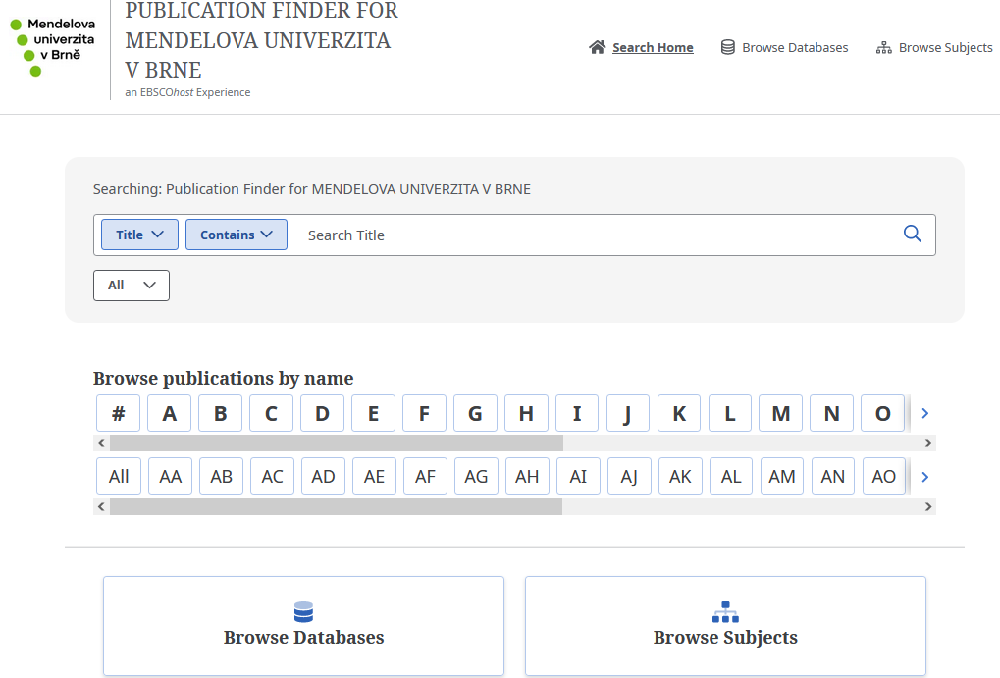 Mendelova
univerzita
v Brně
PUBLICATION FINDER FOR
MENDELOVA UNIVERZITA
V BRNE
an EBSCOhost Experience
Search Home
Browse Databases
Browse Subjects
Searching: Publication Finder for MENDELOVA UNIVERZITA V BRNE
Title
Contains
Search Title
All
Browse publications by name
# A B C D E F G H I J K L M N O
All AA AB AC AD AE AF AG AH AI AJ AK AL AM AN AO
Browse Databases
Browse Subjects